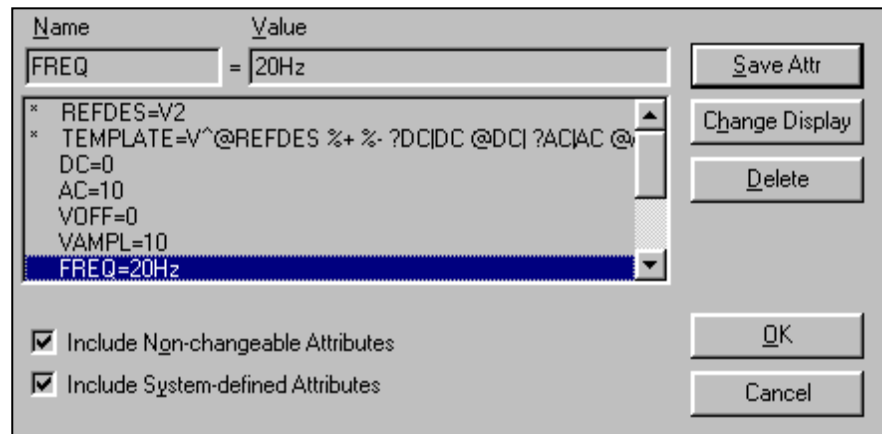 Name Value
FREQ = 20Hz
Save Attr
* REFDES=V2
* TEMPLATE=V^@REFDES %+ %- ?DC|DC @DC| ?AC|AC @
Change Display
DC=0
AC=10
Delete
VOFF=0
VAMPL=10
FREQ=20Hz
Include Non-changeable Attributes
OK
Include System-defined Attributes
Cancel